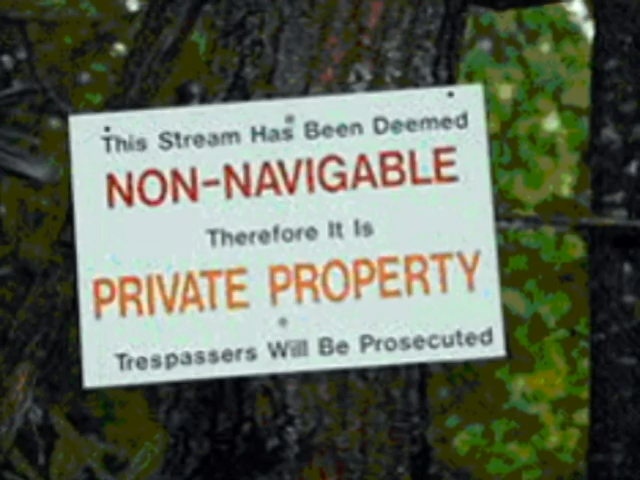 This Stream Has Been Deemed
NON-NAVIGABLE
Therefore It Is
PRIVATE PROPERTY
Trespassers Will Be Prosecuted